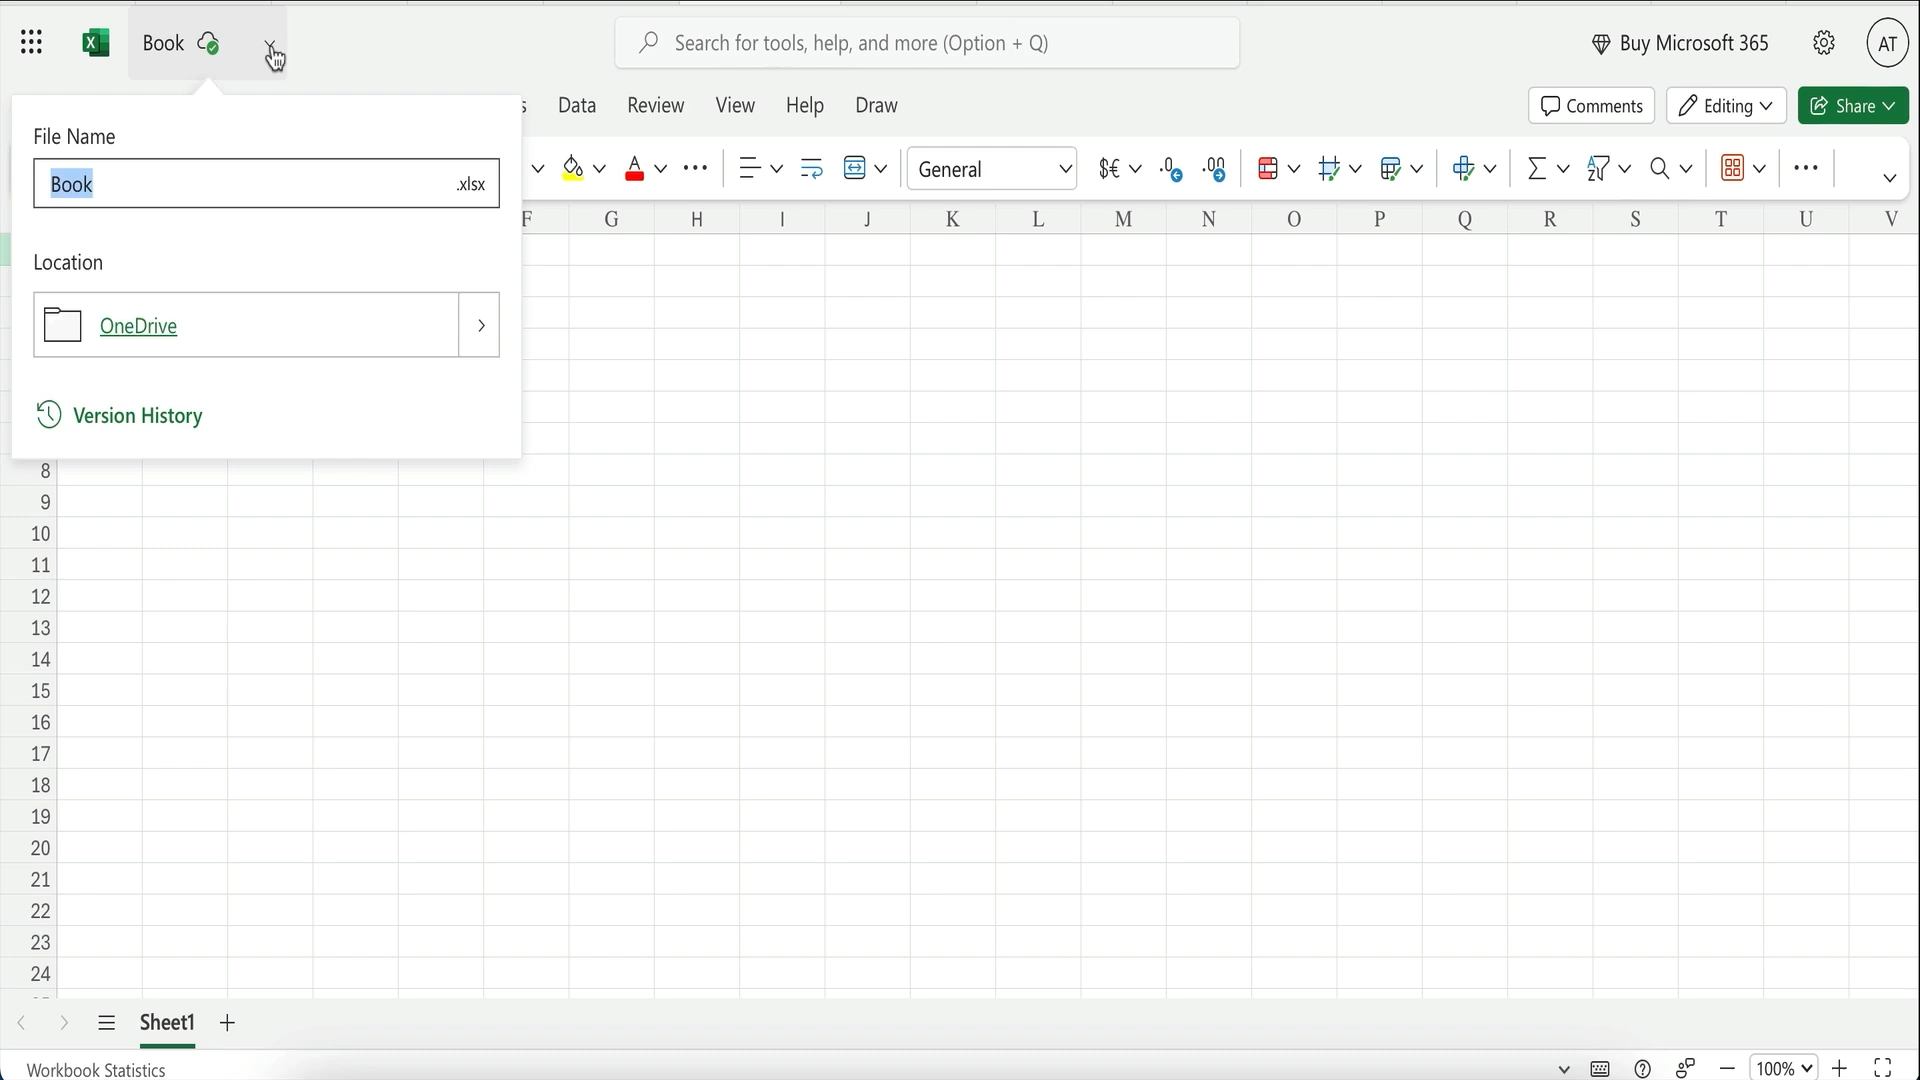 Book
Search for tools, help, and more (Option + Q)
Buy Microsoft 365
AT
s Data Review View Help Draw
Comments
Editing
Share
File Name
Book .xlsx
A
General
$€
.0
.00
Location
OneDrive
Version History
F G H I J K L M N O P Q R S T U V
8
9
10
11
12
13
14
15
16
17
18
19
20
21
22
23
24
Sheet1
Workbook Statistics
100%